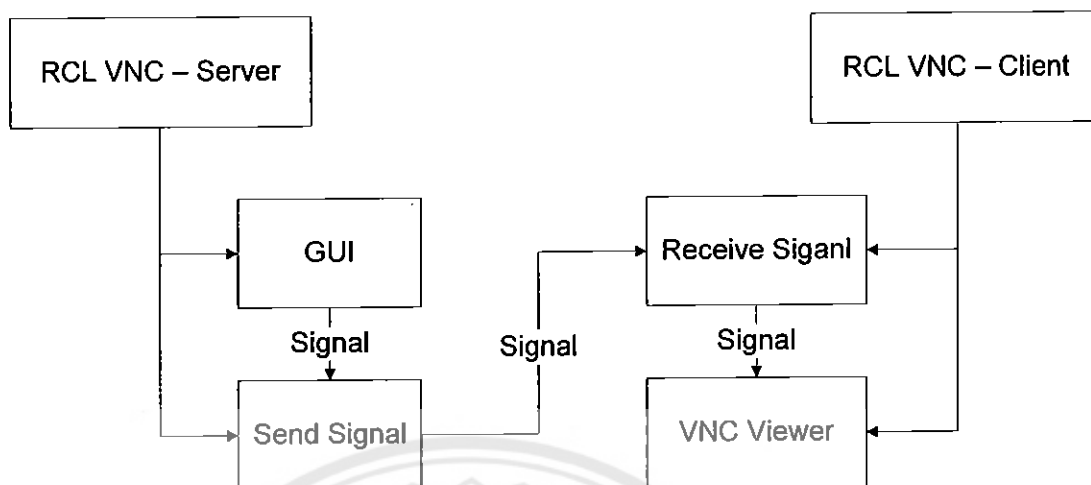 RCL VNC – Server
RCL VNC – Client
GUI
Receive Siganl
Signal
Signal
Signal
Send Signal
VNC Viewer